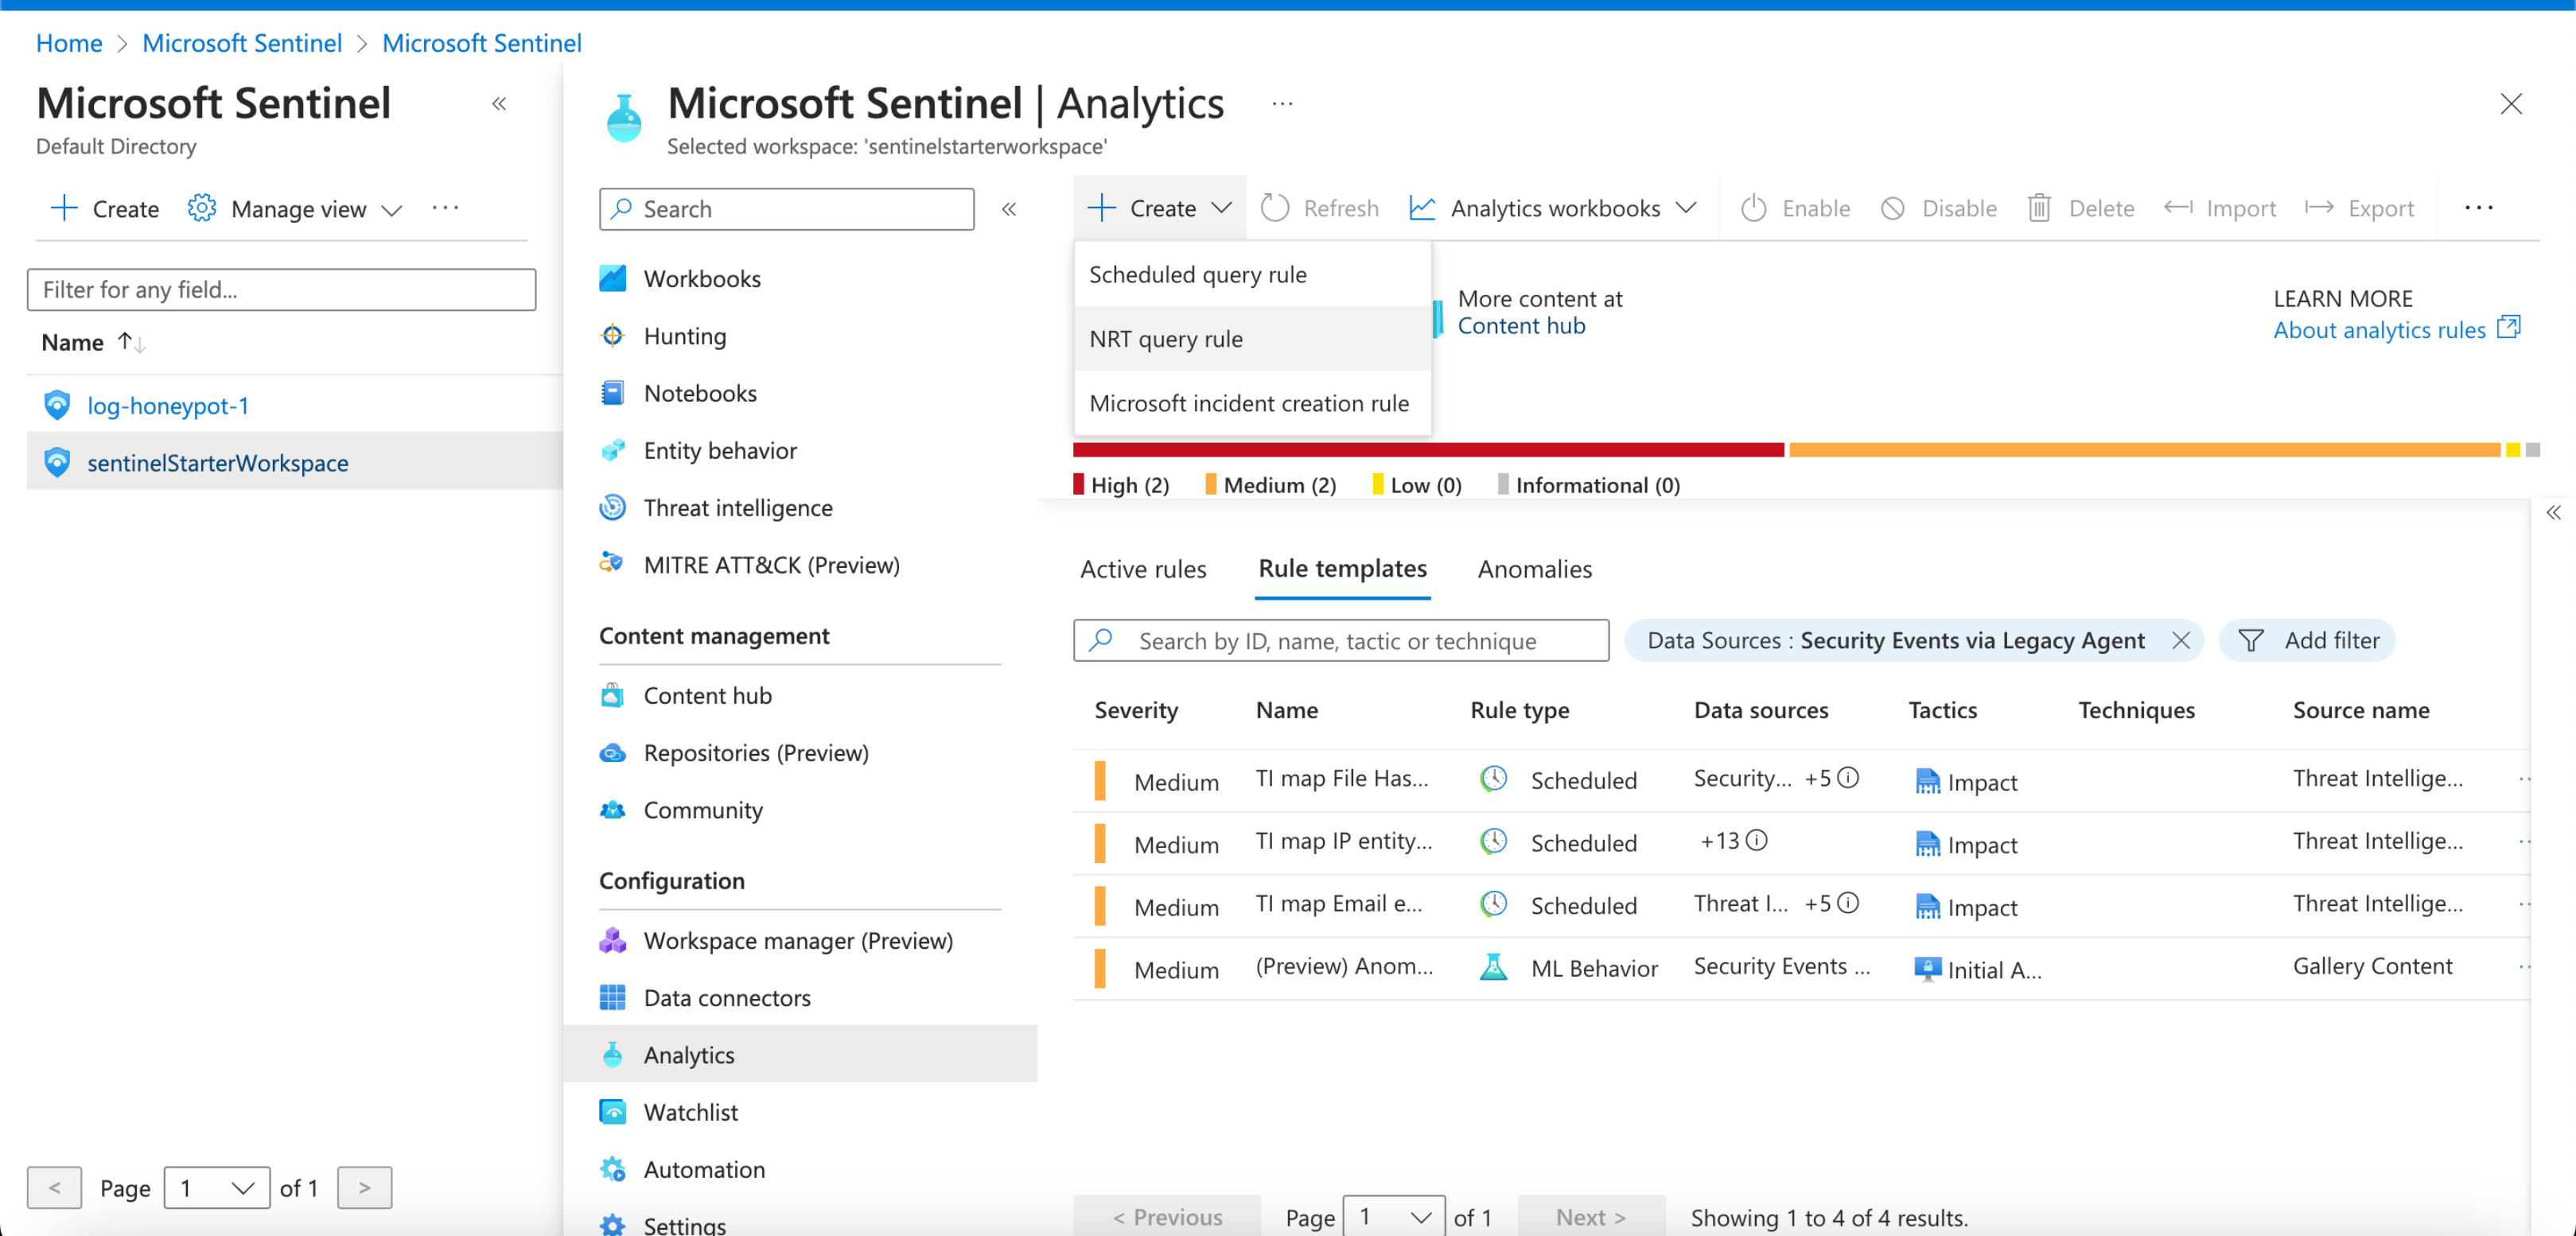 Home > Microsoft Sentinel > Microsoft Sentinel
Microsoft Sentinel
Default Directory
Create
Manage view
Filter for any field...
Name
log-honeypot-1
sentinelStarterWorkspace
< Page 1 of 1 >
Microsoft Sentinel | Analytics
Selected workspace: 'sentinelstarterworkspace'
Search
Workbooks
Hunting
Notebooks
Entity behavior
Threat intelligence
MITRE ATT&CK (Preview)
Content management
Content hub
Repositories (Preview)
Community
Configuration
Workspace manager (Preview)
Data connectors
Analytics
Watchlist
Automation
Settings
Create Refresh Analytics workbooks Enable Disable Delete Import Export
Scheduled query rule
NRT query rule
Microsoft incident creation rule
More content at
Content hub
LEARN MORE
About analytics rules
High (2) Medium (2) Low (0) Informational (0)
Active rules Rule templates Anomalies
Search by ID, name, tactic or technique Data Sources : Security Events via Legacy Agent Add filter
Severity Name Rule type Data sources Tactics Techniques Source name
Medium TI map File Has... Scheduled Security... +5 Impact Threat Intellige...
Medium TI map IP entity... Scheduled +13 Impact Threat Intellige...
Medium TI map Email e... Scheduled Threat I... +5 Impact Threat Intellige...
Medium (Preview) Anom... ML Behavior Security Events ... Initial A... Gallery Content
< Previous Page 1 of 1 Next > Showing 1 to 4 of 4 results.